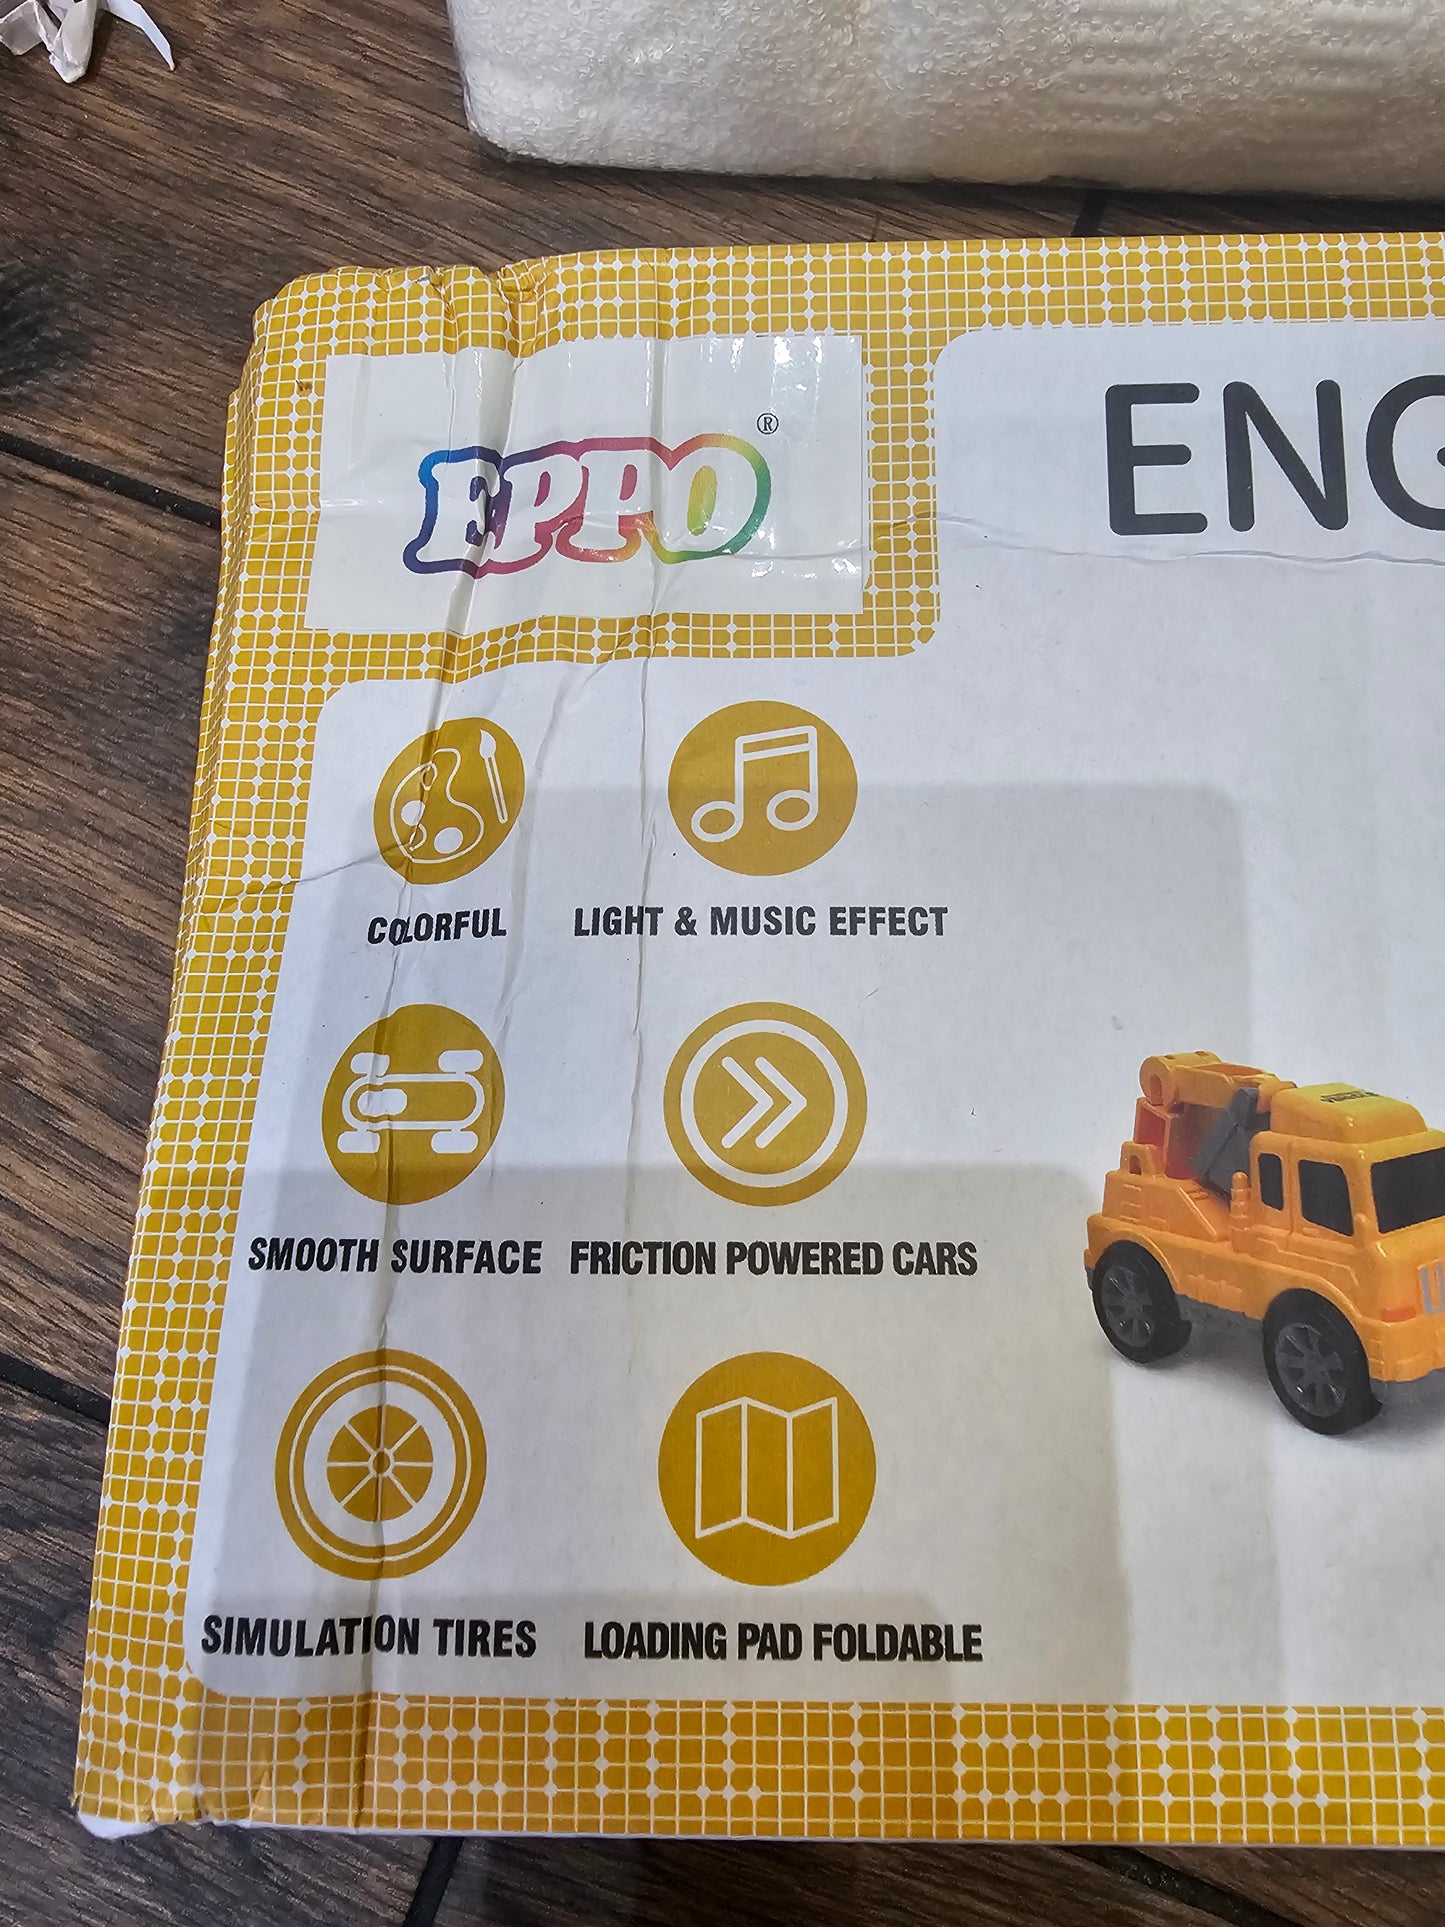 EPPO ®
ENG
COLORFUL
LIGHT & MUSIC EFFECT
SMOOTH SURFACE
FRICTION POWERED CARS
SIMULATION TIRES
LOADING PAD FOLDABLE